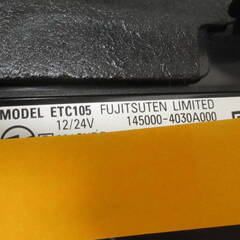 MODEL ETC105 FUJITSUTEN LIMITED
12/24V 145000-4030A000